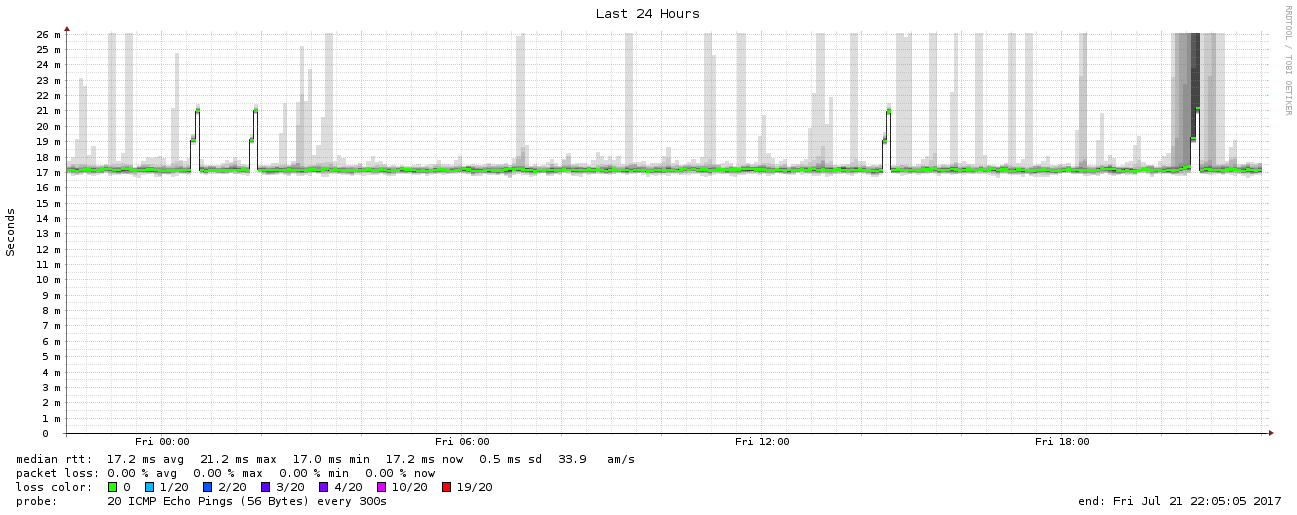 Last 24 Hours
RRDTOOL / TOBI OETIKER
26 m
25 m
24 m
23 m
22 m
21 m
20 m
19 m
18 m
17 m
16 m
15 m
14 m
13 m
12 m
11 m
10 m
9 m
8 m
7 m
6 m
5 m
4 m
3 m
2 m
1 m
0
Seconds
Fri 00:00 Fri 06:00 Fri 12:00 Fri 18:00
median rtt: 17.2 ms avg 21.2 ms max 17.0 ms min 17.2 ms now 0.5 ms sd 33.9 am/s
packet loss: 0.00 % avg 0.00 % max 0.00 % min 0.00 % now
loss color: 0 1/20 2/20 3/20 4/20 10/20 19/20
probe: 20 ICMP Echo Pings (56 Bytes) every 300s end: Fri Jul 21 22:05:05 2017